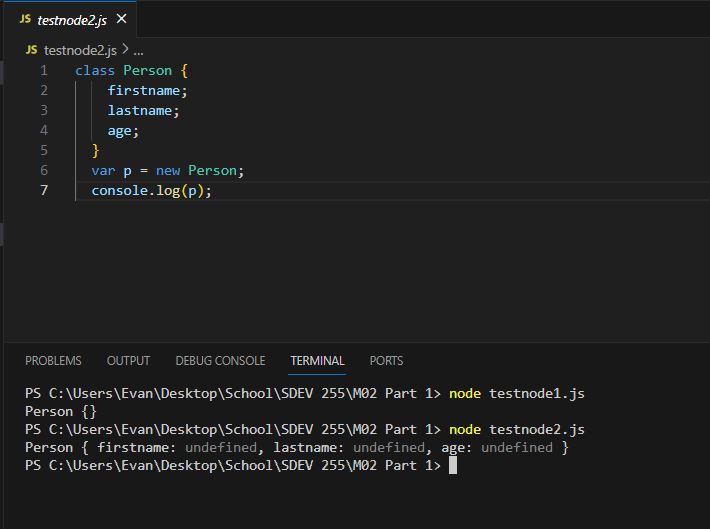 JS testnode2.js ×
JS testnode2.js > ...
1 class Person {
2 firstname;
3 lastname;
4 age;
5 }
6 var p = new Person;
7 console.log(p);
PROBLEMS OUTPUT DEBUG CONSOLE TERMINAL PORTS
PS C:\Users\Evan\Desktop\School\SDEV 255\M02 Part 1> node testnode1.js
Person {}
PS C:\Users\Evan\Desktop\School\SDEV 255\M02 Part 1> node testnode2.js
Person { firstname: undefined, lastname: undefined, age: undefined }
PS C:\Users\Evan\Desktop\School\SDEV 255\M02 Part 1>